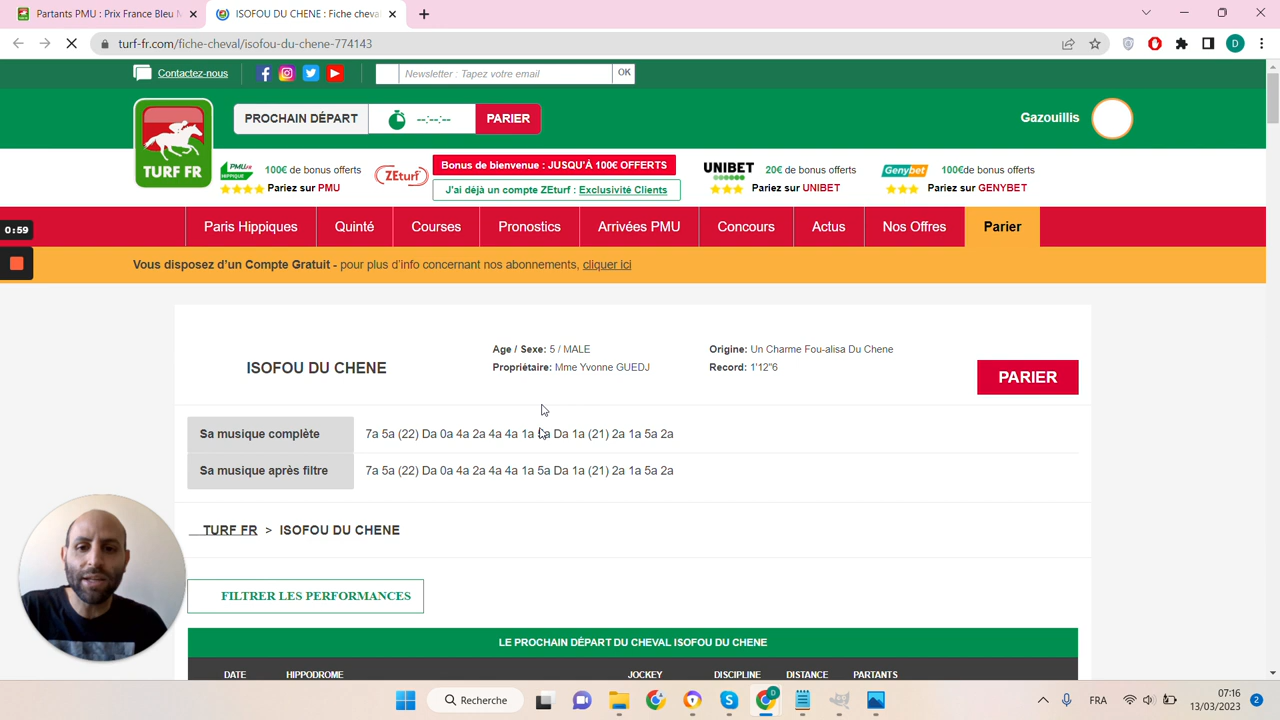 Partants PMU : Prix France Bleu N
ISOFOU DU CHENE : Fiche cheva
turf-fr.com/fiche-cheval/isofou-du-chene-774143
D
Contactez-nous
Newsletter : Tapez votre email
OK
TURF FR
PROCHAIN DÉPART
--:--:--
PARIER
Gazouillis
PMU.FR HIPPIQUE
100€ de bonus offerts
Pariez sur PMU
ZEturf
Bonus de bienvenue : JUSQU'À 100€ OFFERTS
J'ai déjà un compte ZEturf : Exclusivité Clients
UNIBET
20€ de bonus offerts
Pariez sur UNIBET
Genybet
100€de bonus offerts
Pariez sur GENYBET
0:59
Paris Hippiques
Quinté
Courses
Pronostics
Arrivées PMU
Concours
Actus
Nos Offres
Parier
Vous disposez d'un Compte Gratuit - pour plus d'info concernant nos abonnements, cliquer ici
ISOFOU DU CHENE
Age / Sexe: 5 / MALE
Propriétaire: Mme Yvonne GUEDJ
Origine: Un Charme Fou-alisa Du Chene
Record: 1'12"6
PARIER
Sa musique complète
7a 5a (22) Da 0a 4a 2a 4a 4a 1a 5a Da 1a (21) 2a 1a 5a 2a
Sa musique après filtre
7a 5a (22) Da 0a 4a 2a 4a 4a 1a 5a Da 1a (21) 2a 1a 5a 2a
TURF FR > ISOFOU DU CHENE
FILTRER LES PERFORMANCES
LE PROCHAIN DÉPART DU CHEVAL ISOFOU DU CHENE
DATE HIPPODROME JOCKEY DISCIPLINE DISTANCE PARTANTS
Recherche
D
FRA
07:16
13/03/2023
2